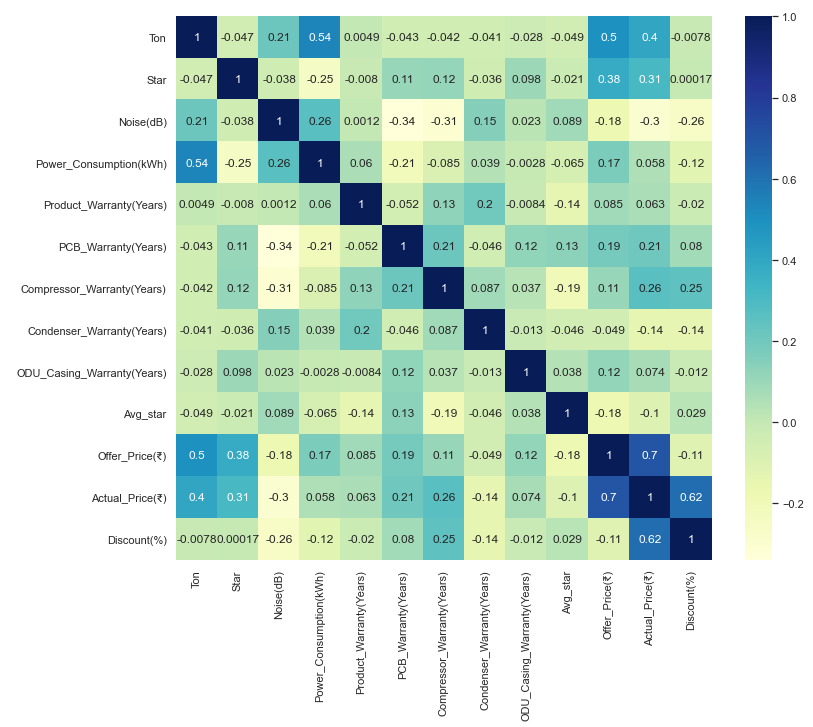 Ton 1 -0.047 0.21 0.54 0.0049 -0.043 -0.042 -0.041 -0.028 -0.049 0.5 0.4 -0.0078
Star -0.047 1 -0.038 -0.25 -0.008 0.11 0.12 -0.036 0.098 -0.021 0.38 0.31 0.00017
Noise(dB) 0.21 -0.038 1 0.26 0.0012 -0.34 -0.31 0.15 0.023 0.089 -0.18 -0.3 -0.26
Power_Consumption(kWh) 0.54 -0.25 0.26 1 0.06 -0.21 -0.085 0.039 -0.0028 -0.065 0.17 0.058 -0.12
Product_Warranty(Years) 0.0049 -0.008 0.0012 0.06 1 -0.052 0.13 0.2 -0.0084 -0.14 0.085 0.063 -0.02
PCB_Warranty(Years) -0.043 0.11 -0.34 -0.21 -0.052 1 0.21 -0.046 0.12 0.13 0.19 0.21 0.08
Compressor_Warranty(Years) -0.042 0.12 -0.31 -0.085 0.13 0.21 1 0.087 0.037 -0.19 0.11 0.26 0.25
Condenser_Warranty(Years) -0.041 -0.036 0.15 0.039 0.2 -0.046 0.087 1 -0.013 -0.046 -0.049 -0.14 -0.14
ODU_Casing_Warranty(Years) -0.028 0.098 0.023 -0.0028 -0.0084 0.12 0.037 -0.013 1 0.038 0.12 0.074 -0.012
Avg_star -0.049 -0.021 0.089 -0.065 -0.14 0.13 -0.19 -0.046 0.038 1 -0.18 -0.1 0.029
Offer_Price(₹) 0.5 0.38 -0.18 0.17 0.085 0.19 0.11 -0.049 0.12 -0.18 1 0.7 -0.11
Actual_Price(₹) 0.4 0.31 -0.3 0.058 0.063 0.21 0.26 -0.14 0.074 -0.1 0.7 1 0.62
Discount(%) -0.0078 0.00017 -0.26 -0.12 -0.02 0.08 0.25 -0.14 -0.012 0.029 -0.11 0.62 1
Ton
Star
Noise(dB)
Power_Consumption(kWh)
Product_Warranty(Years)
PCB_Warranty(Years)
Compressor_Warranty(Years)
Condenser_Warranty(Years)
ODU_Casing_Warranty(Years)
Avg_star
Offer_Price(₹)
Actual_Price(₹)
Discount(%)
1.0
0.8
0.6
0.4
0.2
0.0
−0.2